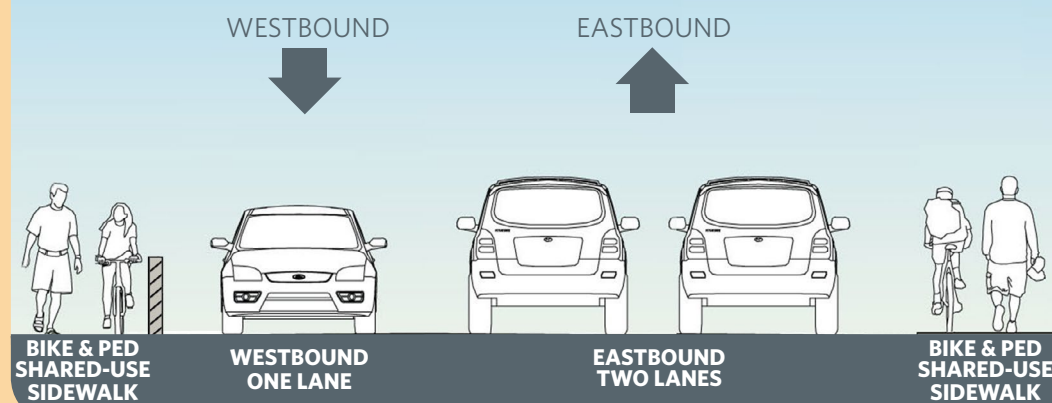 WESTBOUND
EASTBOUND
BIKE & PED
SHARED-USE
SIDEWALK
WESTBOUND
ONE LANE
EASTBOUND
TWO LANES
BIKE & PED
SHARED-USE
SIDEWALK